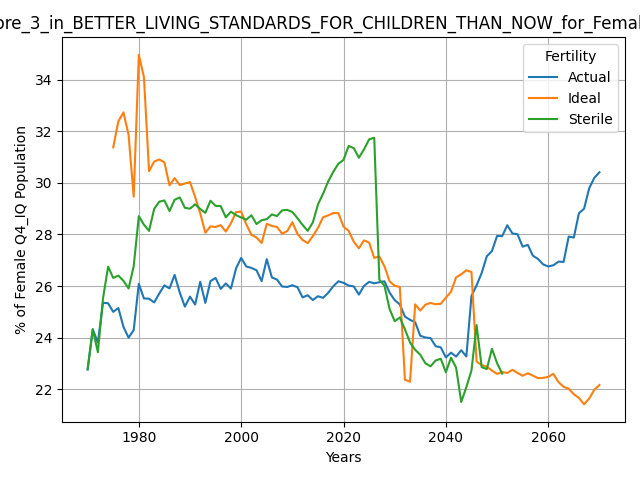 ore_3_in_BETTER_LIVING_STANDARDS_FOR_CHILDREN_THAN_NOW_for_Femal
Fertility
Actual
Ideal
Sterile
% of Female Q4_IQ Population
34
32
30
28
26
24
22
1980
2000
2020
2040
2060
Years